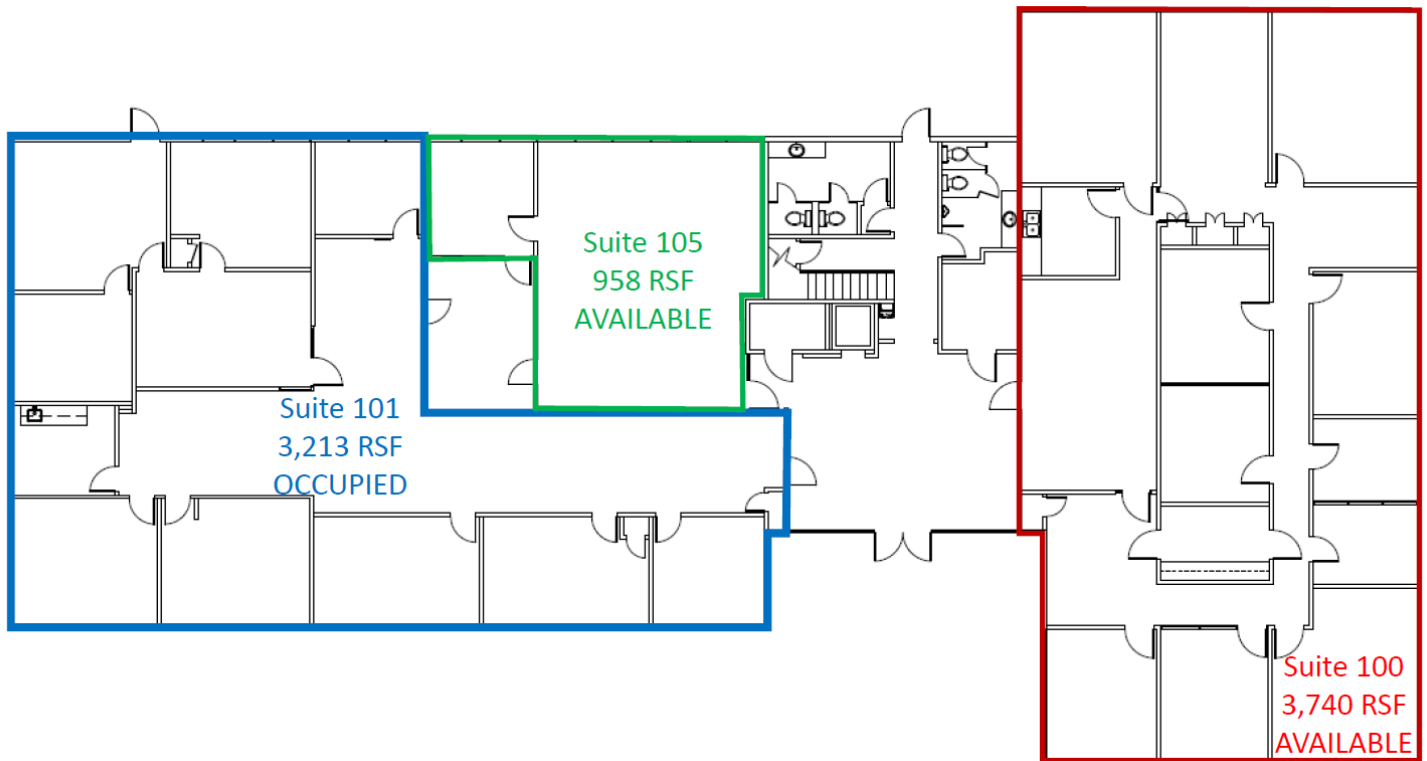 Suite 105
958 RSF
AVAILABLE
Suite 101
3,213 RSF
OCCUPIED
Suite 100
3,740 RSF
AVAILABLE